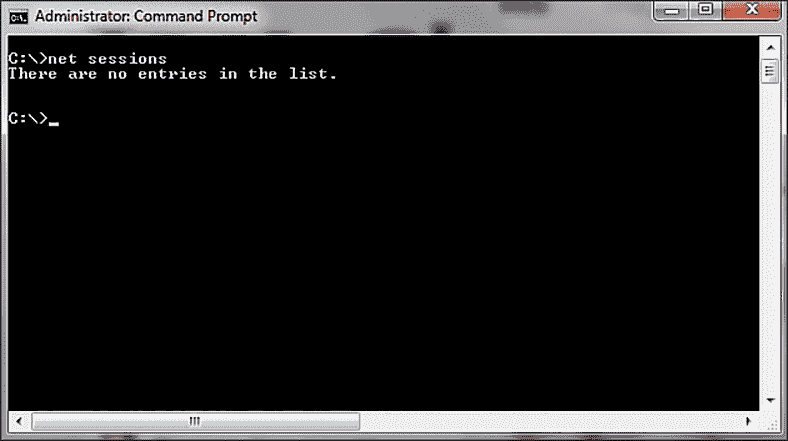 Administrator: Command Prompt
C:\>net sessions
There are no entries in the list.
C:\>_